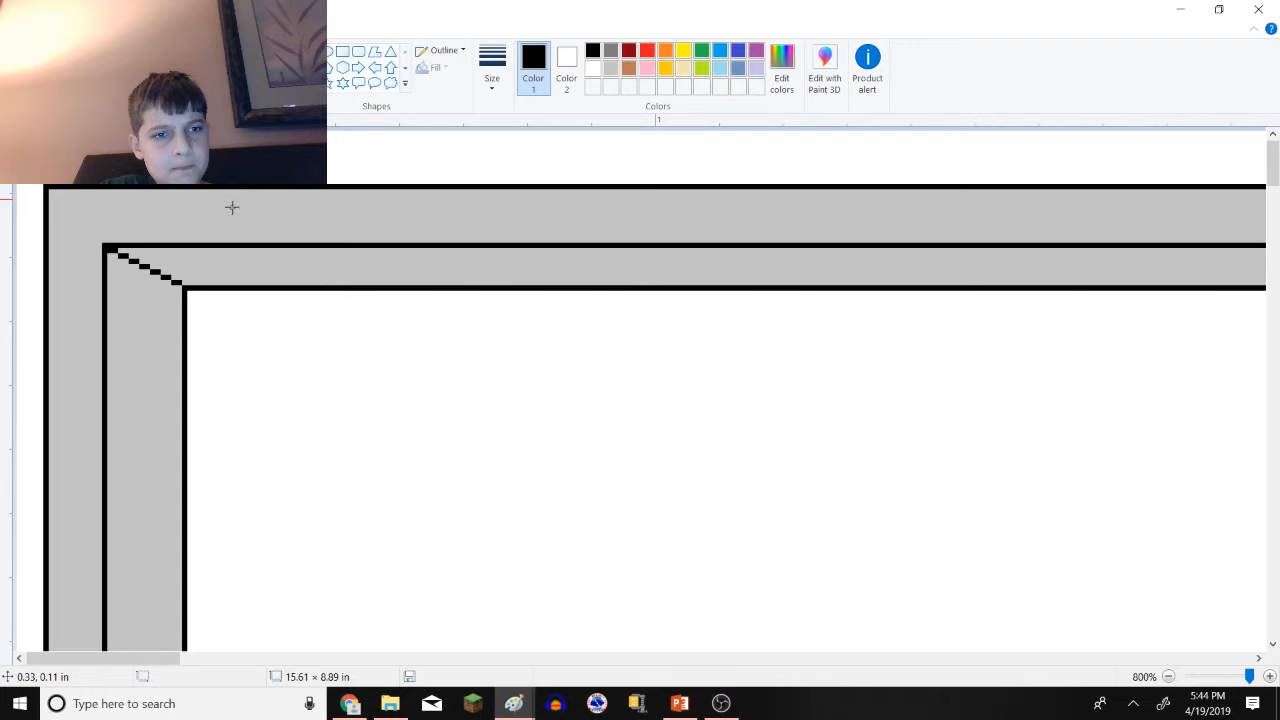 Outline
Fill
Size
Color 1
Color 2
Edit colors
Edit with Paint 3D
Product alert
Shapes
Colors
1
0.33, 0.11 in
15.61 × 8.89 in
800%
Type here to search
5:44 PM
4/19/2019